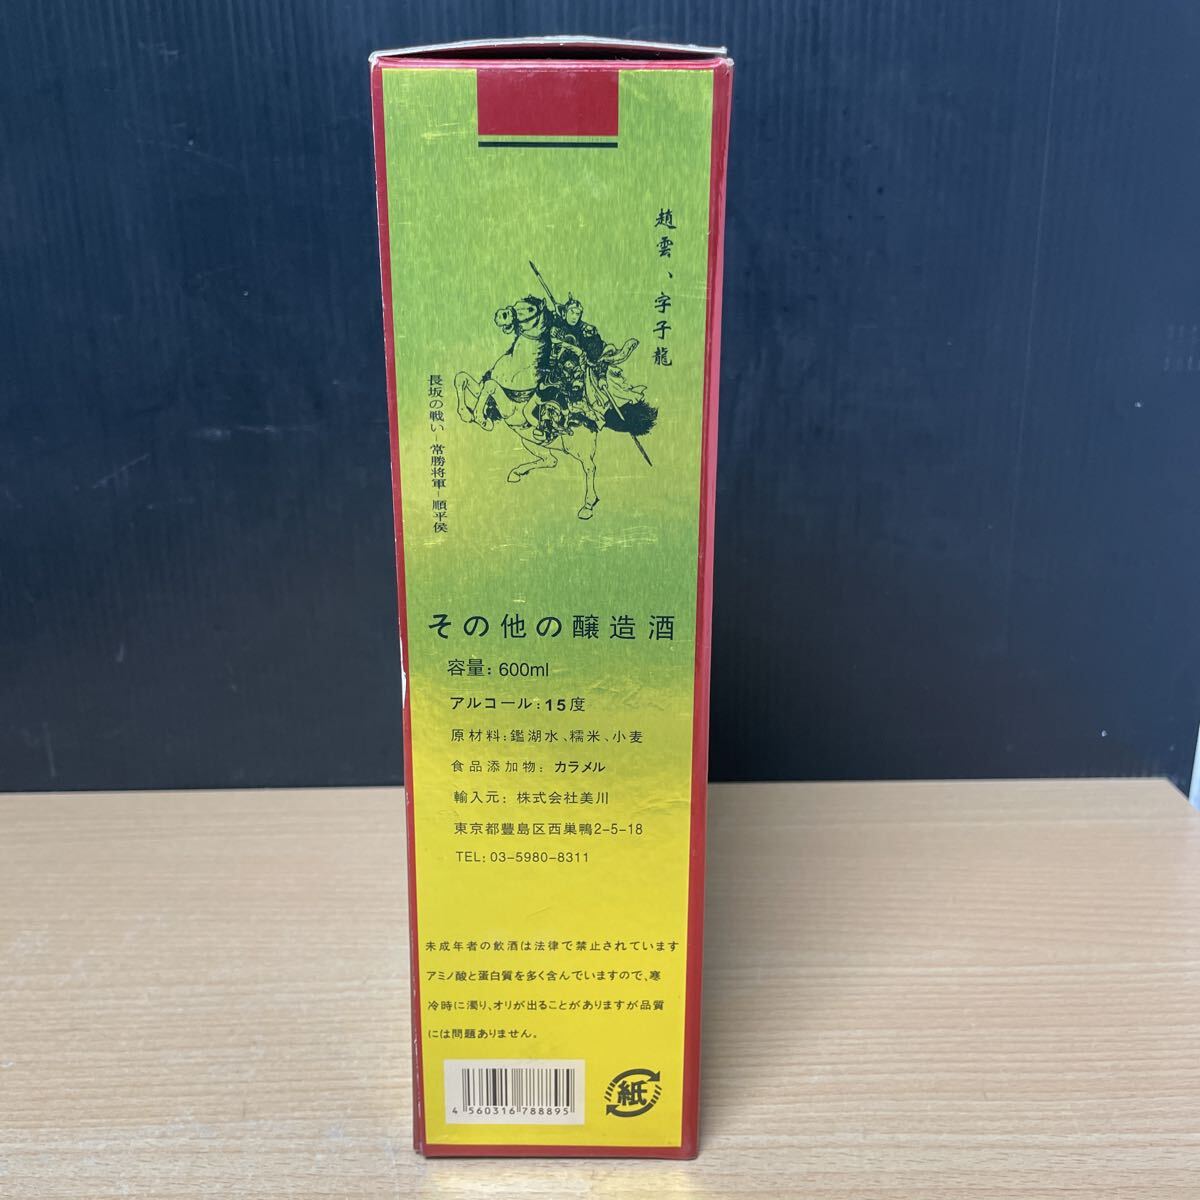 趙雲、字子龍
長坂の戦い-常勝将軍-順平侯
その他の醸造酒
容量: 600ml
アルコール: 15度
原材料: 鑑湖水、糯米、小麦
食品添加物: カラメル
輸入元: 株式会社美川
東京都豐島区西巣鴨2-5-18
TEL: 03-5980-8311
未成年者の飲酒は法律で禁止されています
アミノ酸と蛋白質を多く含んでいますので、寒
冷時に濁り、オリが出ることがありますが品質
には問題ありません。
4 560316 788895
紙